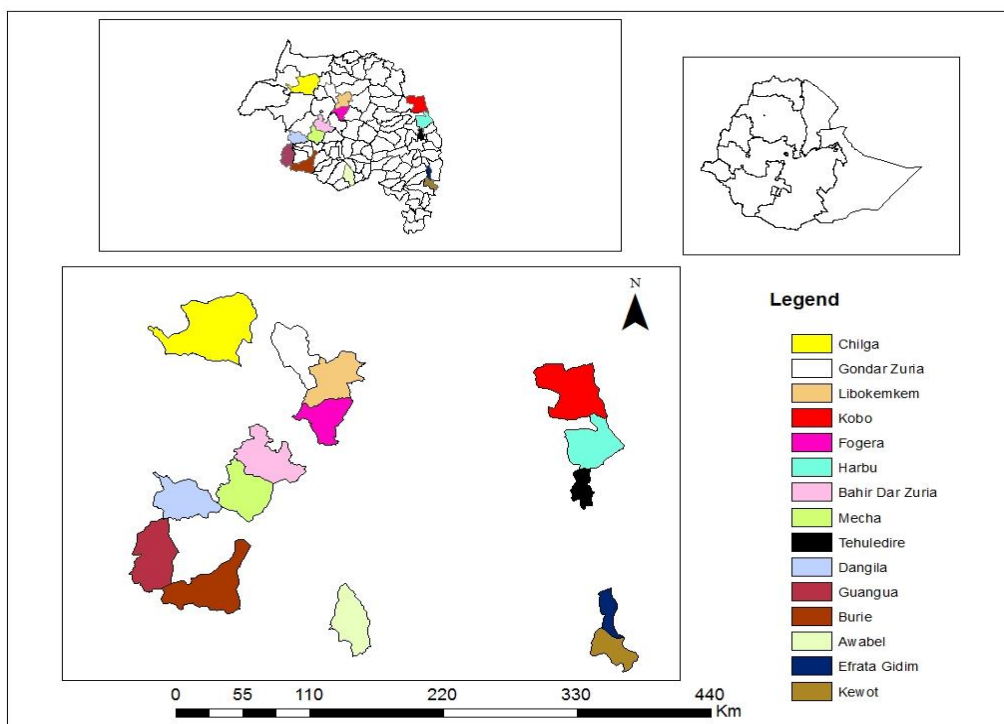 N
Legend
Chilga
Gondar Zuria
Libokemkem
Kobo
Fogera
Harbu
Bahir Dar Zuria
Mecha
Tehuledire
Dangila
Guangua
Burie
Awabel
Efrata Gidim
Kewot
0 55 110 220 330 440
Km